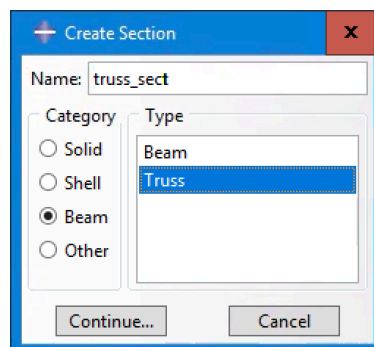 Create Section
x
Name: truss_sect
Category
Type
Solid
Shell
Beam
Other
Beam
Truss
Continue...
Cancel